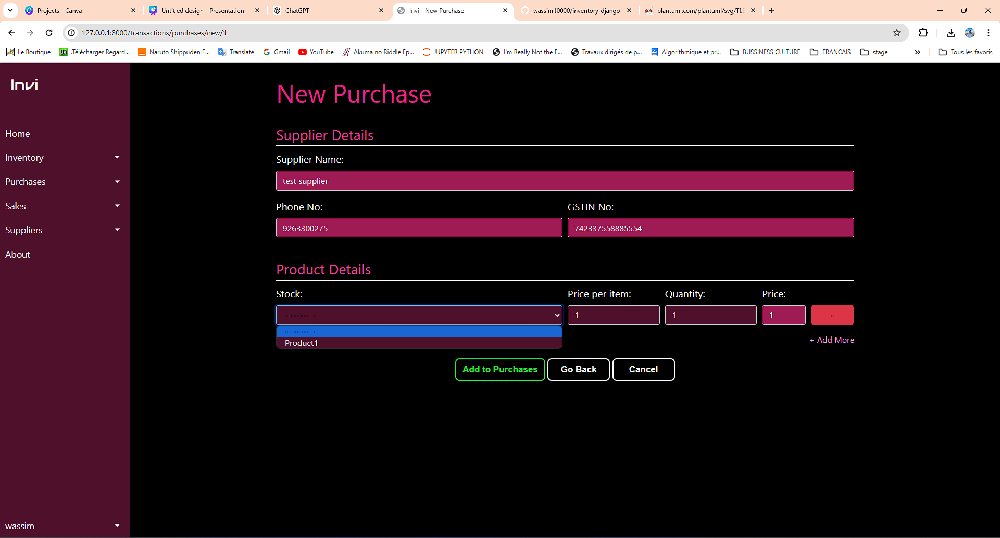 Projects - Canva
Untitled design - Presentation
ChatGPT
Invi - New Purchase
wassim10000/inventory-django
plantuml.com/plantuml/svg/TL
127.0.0.1:8000/transactions/purchases/new/1
Le Boutique
.Télécharger Regard...
Naruto Shippuden E...
Translate
Gmail
YouTube
Akuma no Riddle Ep...
JUPYTER PYTHON
I'm Really Not the E...
Travaux dirigés de p...
Algorithmique et pr...
BUSSINESS CULTURE
FRANCAIS
stage
»
Tous les favoris
Invi
Home
Inventory
Purchases
Sales
Suppliers
About
wassim
New Purchase
Supplier Details
Supplier Name:
test supplier
Phone No: GSTIN No:
9263300275 742337558885554
Product Details
Stock: Price per item: Quantity: Price:
--------- 1 1 1 -
---------
Product1
+ Add More
Add to Purchases Go Back Cancel